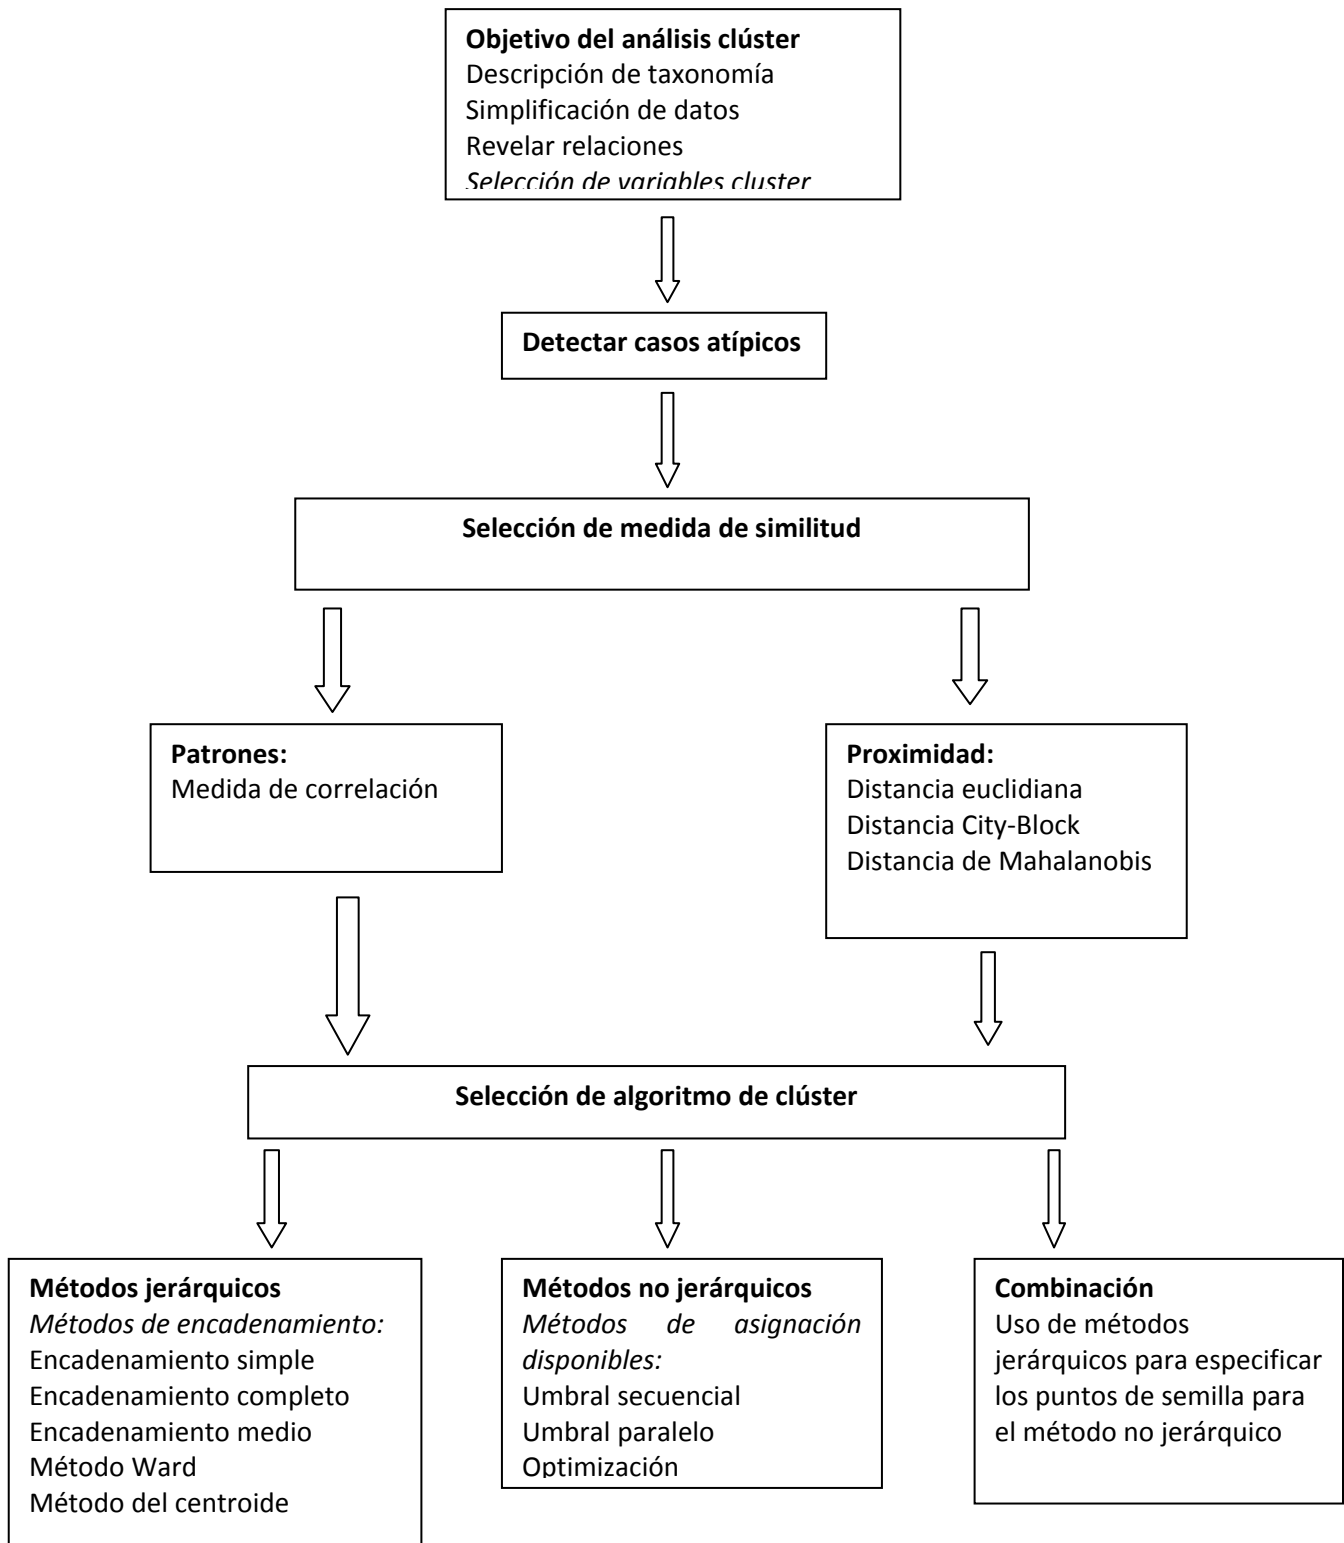 Objetivo del análisis clúster
Descripción de taxonomía
Simplificación de datos
Revelar relaciones
Selección de variables cluster
Detectar casos atípicos
Selección de medida de similitud
Patrones:
Medida de correlación
Proximidad:
Distancia euclidiana
Distancia City-Block
Distancia de Mahalanobis
Selección de algoritmo de clúster
Métodos jerárquicos
Métodos de encadenamiento:
Encadenamiento simple
Encadenamiento completo
Encadenamiento medio
Método Ward
Método del centroide
Métodos no jerárquicos
Métodos de asignación
disponibles:
Umbral secuencial
Umbral paralelo
Optimización
Combinación
Uso de métodos
jerárquicos para especificar
los puntos de semilla para
el método no jerárquico